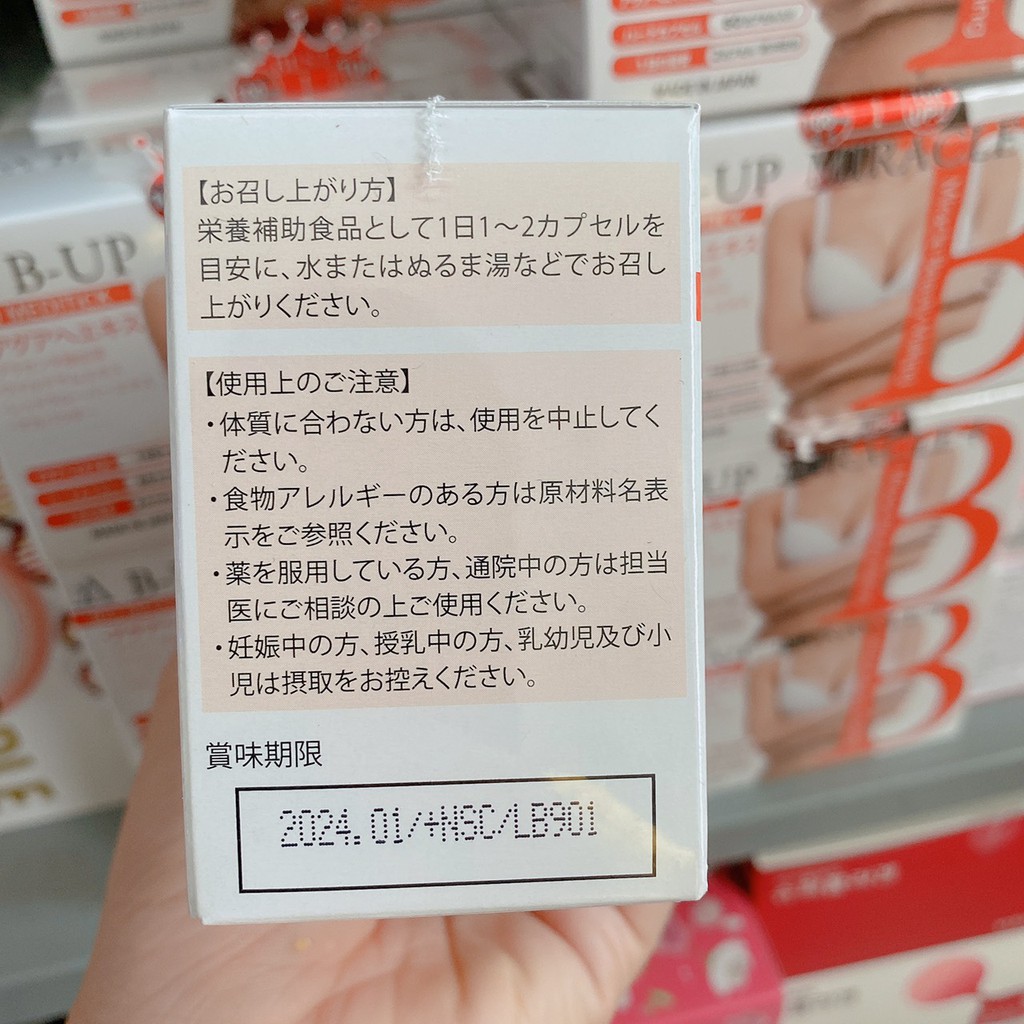 【お召し上がり方】
栄養補助食品として1日1〜2カプセルを
目安に、水またはぬるま湯などでお召し
上がりください。
【使用上のご注意】
・体質に合わない方は、使用を中止してく
ださい。
・食物アレルギーのある方は原材料名表
示をご参照ください。
・薬を服用している方、通院中の方は担当
医にご相談の上ご使用ください。
・妊娠中の方、授乳中の方、乳幼児及び小
児は摂取をお控えください。
賞味期限
2024.01/+NSC/LB901
B-UP
MEDITECK
B-
-UP
MIRACLE
B
UP
B
B
MADE IN JAPAN